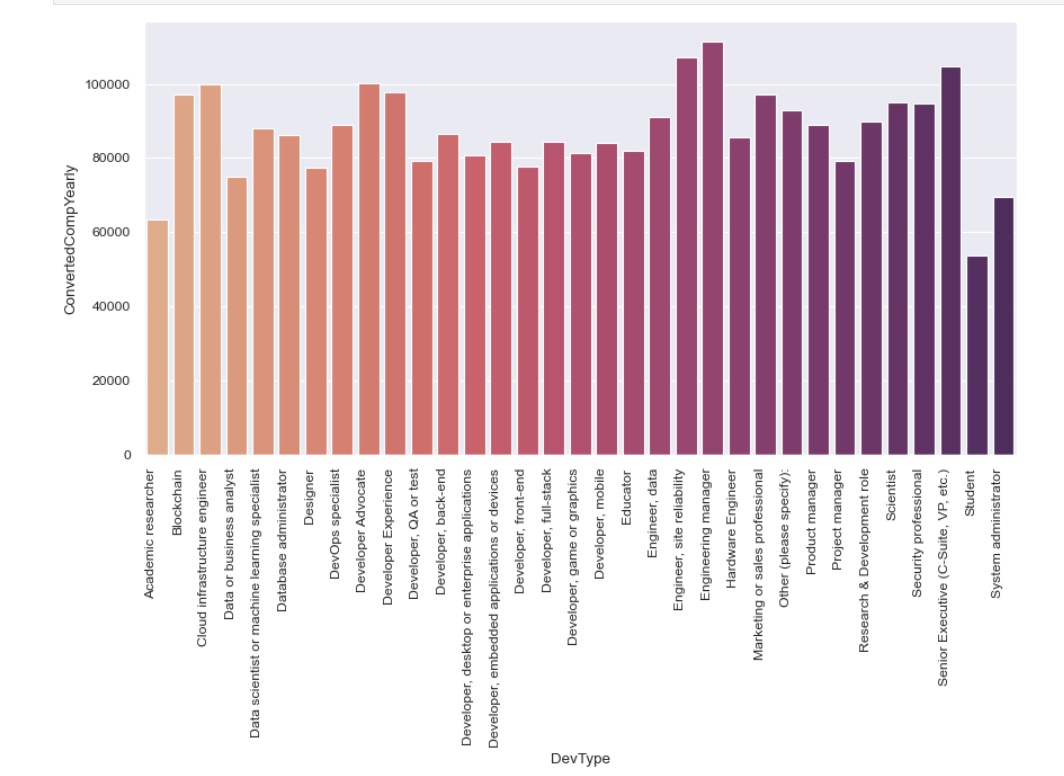 100000
80000
60000
40000
20000
0
ConvertedCompYearly
Academic researcher
Blockchain
Cloud infrastructure engineer
Data or business analyst
Data scientist or machine learning specialist
Database administrator
Designer
DevOps specialist
Developer Advocate
Developer Experience
Developer, QA or test
Developer, back-end
Developer, desktop or enterprise applications
Developer, embedded applications or devices
Developer, front-end
Developer, full-stack
Developer, game or graphics
Developer, mobile
Educator
Engineer, data
Engineer, site reliability
Engineering manager
Hardware Engineer
Marketing or sales professional
Other (please specify):
Product manager
Project manager
Research & Development role
Scientist
Security professional
Senior Executive (C-Suite, VP, etc.)
Student
System administrator
DevType